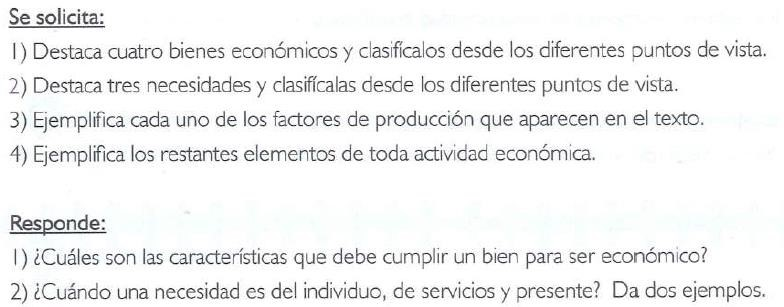 Se solicita:
1) Destaca cuatro bienes económicos y clasifícalos desde los diferentes puntos de vista.
2) Destaca tres necesidades y clasifícalas desde los diferentes puntos de vista.
3) Ejemplifica cada uno de los factores de producción que aparecen en el texto.
4) Ejemplifica los restantes elementos de toda actividad económica.
Responde:
1) ¿Cuáles son las características que debe cumplir un bien para ser económico?
2) ¿Cuándo una necesidad es del individuo, de servicios y presente? Da dos ejemplos.